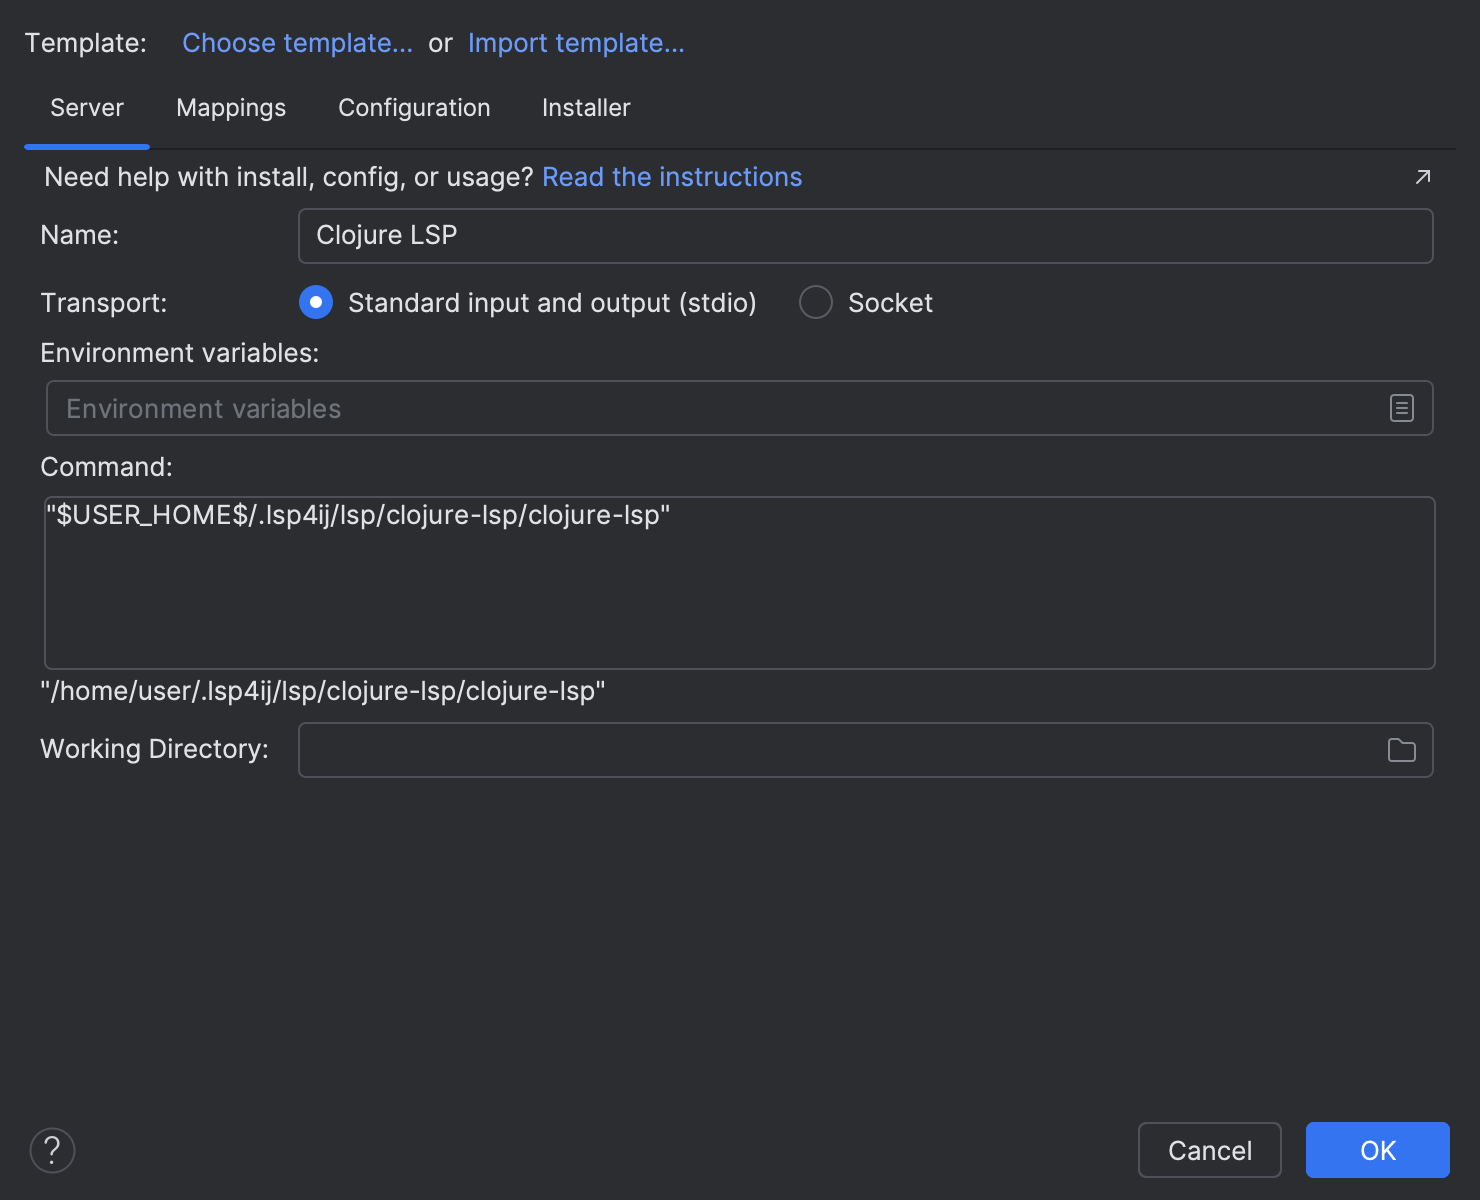 Template: Choose template... or Import template...
Server Mappings Configuration Installer
Need help with install, config, or usage? Read the instructions
Name: Clojure LSP
Transport: Standard input and output (stdio) Socket
Environment variables:
Environment variables
Command:
"$USER_HOME$/.lsp4ij/lsp/clojure-lsp/clojure-lsp"
"/home/user/.lsp4ij/lsp/clojure-lsp/clojure-lsp"
Working Directory:
? Cancel OK